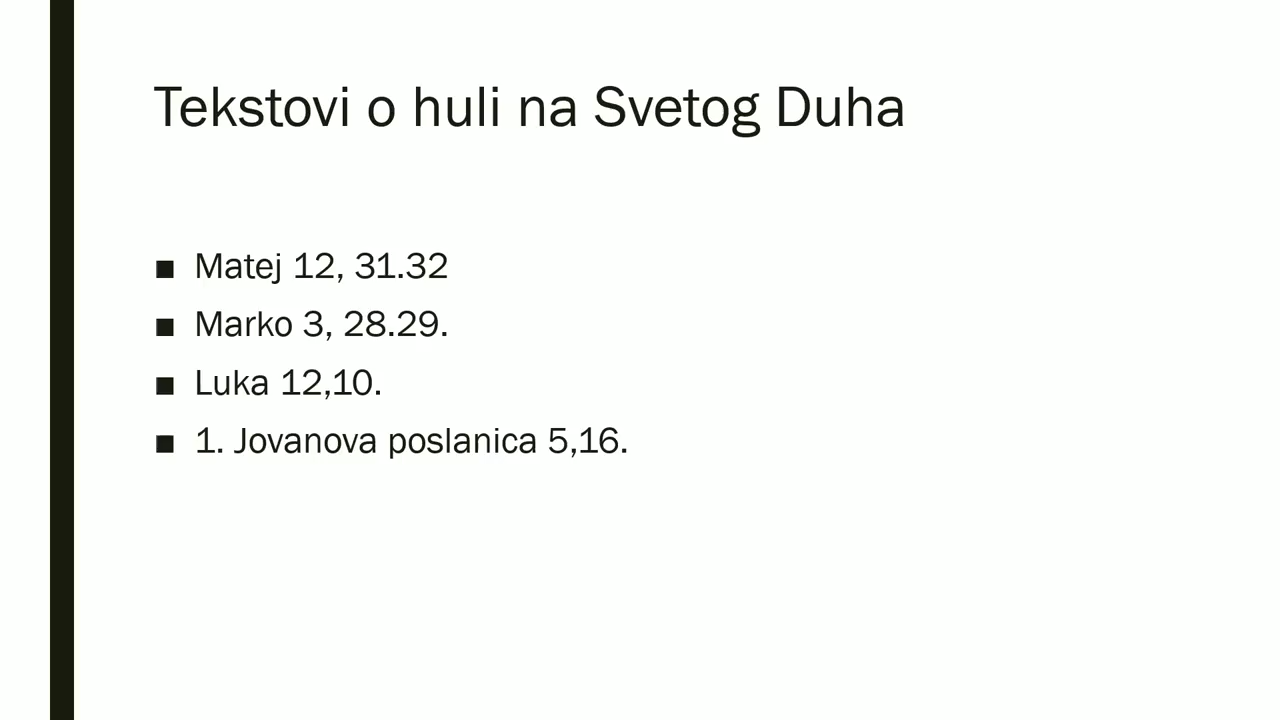 Tekstovi o huli na Svetog Duha
■ Matej 12, 31.32
■ Marko 3, 28.29.
■ Luka 12,10.
■ 1. Jovanova poslanica 5,16.